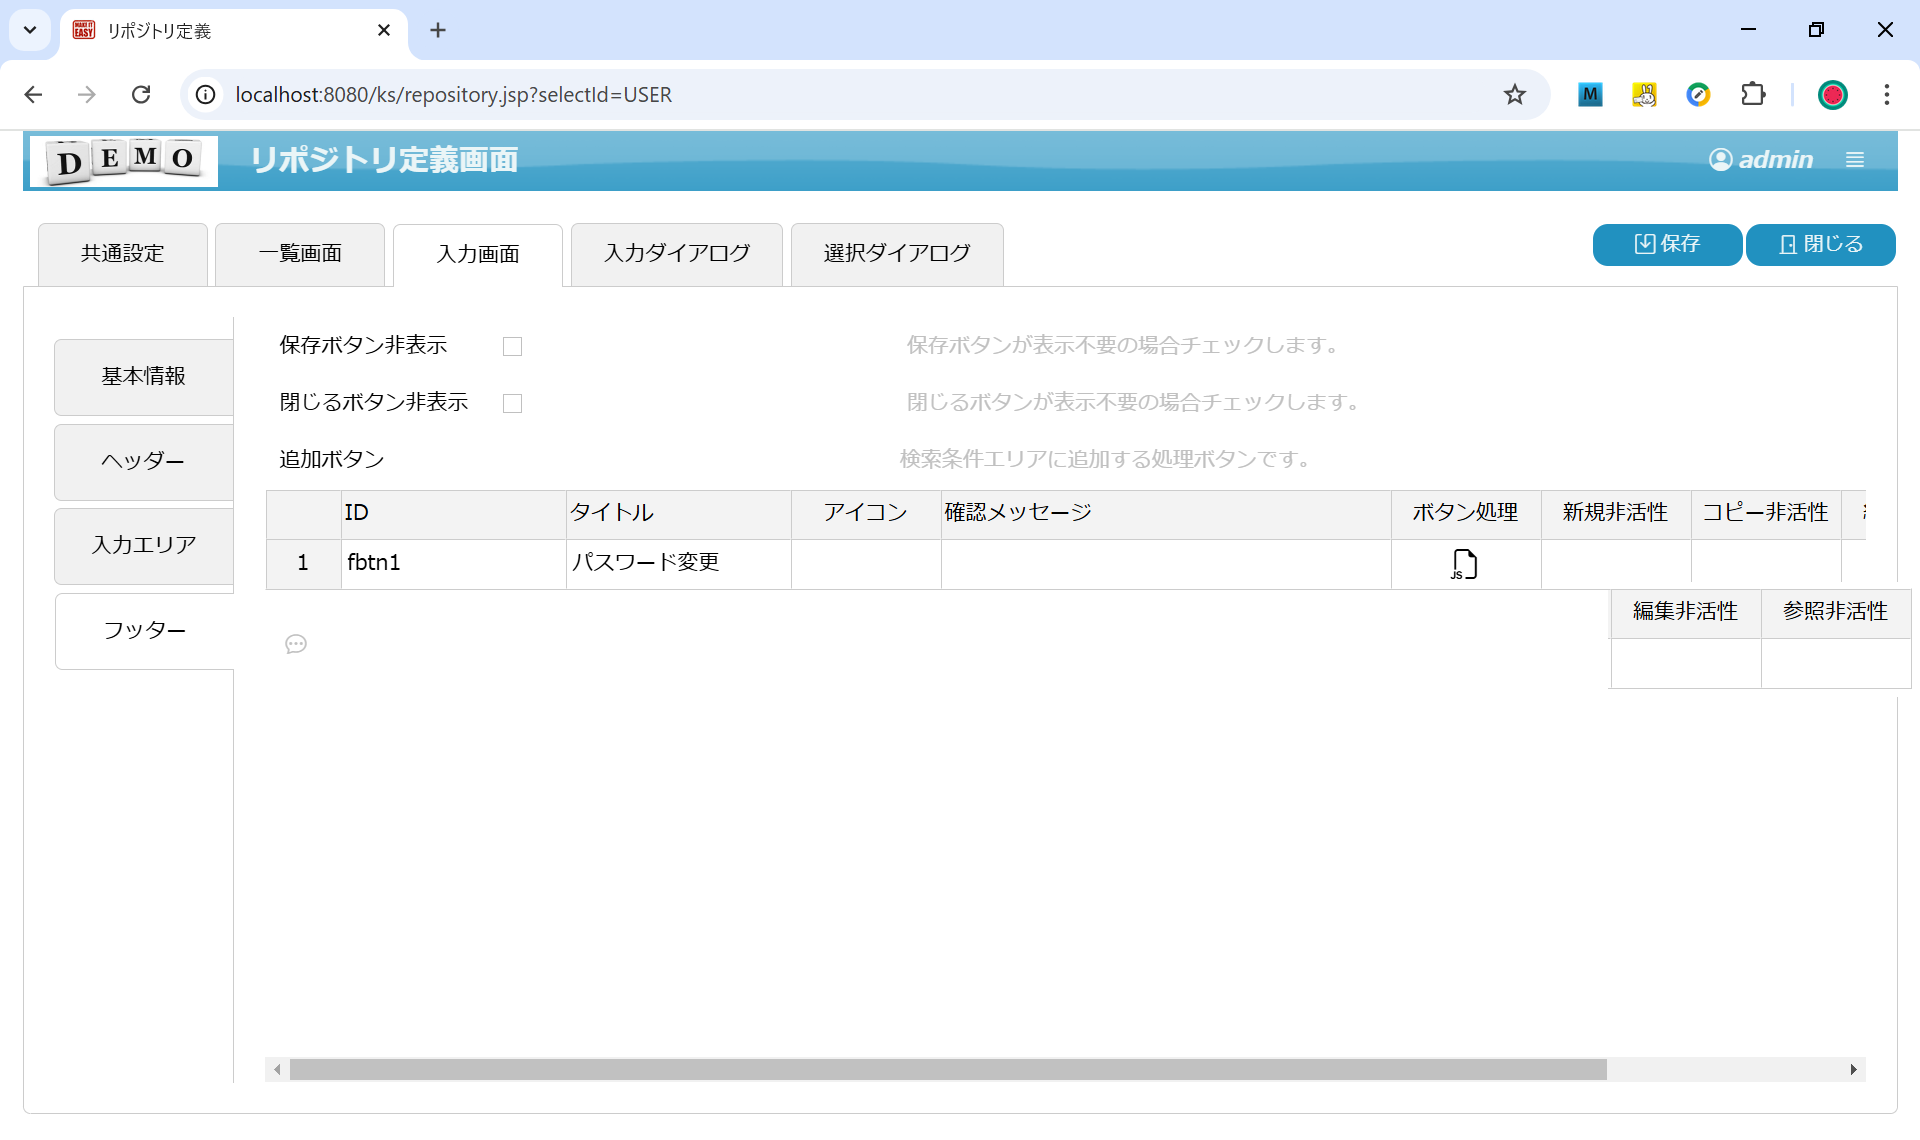 リポジトリ定義
localhost:8080/ks/repository.jsp?selectId=USER
DEMO
リポジトリ定義画面
admin
共通設定
一覧画面
入力画面
入力ダイアログ
選択ダイアログ
保存
閉じる
基本情報
ヘッダー
入力エリア
フッター
保存ボタン非表示
保存ボタンが表示不要の場合チェックします。
閉じるボタン非表示
閉じるボタンが表示不要の場合チェックします。
追加ボタン
検索条件エリアに追加する処理ボタンです。
ID タイトル アイコン 確認メッセージ ボタン処理 新規非活性 コピー非活性
1 fbtn1 パスワード変更 JS
編集非活性 参照非活性